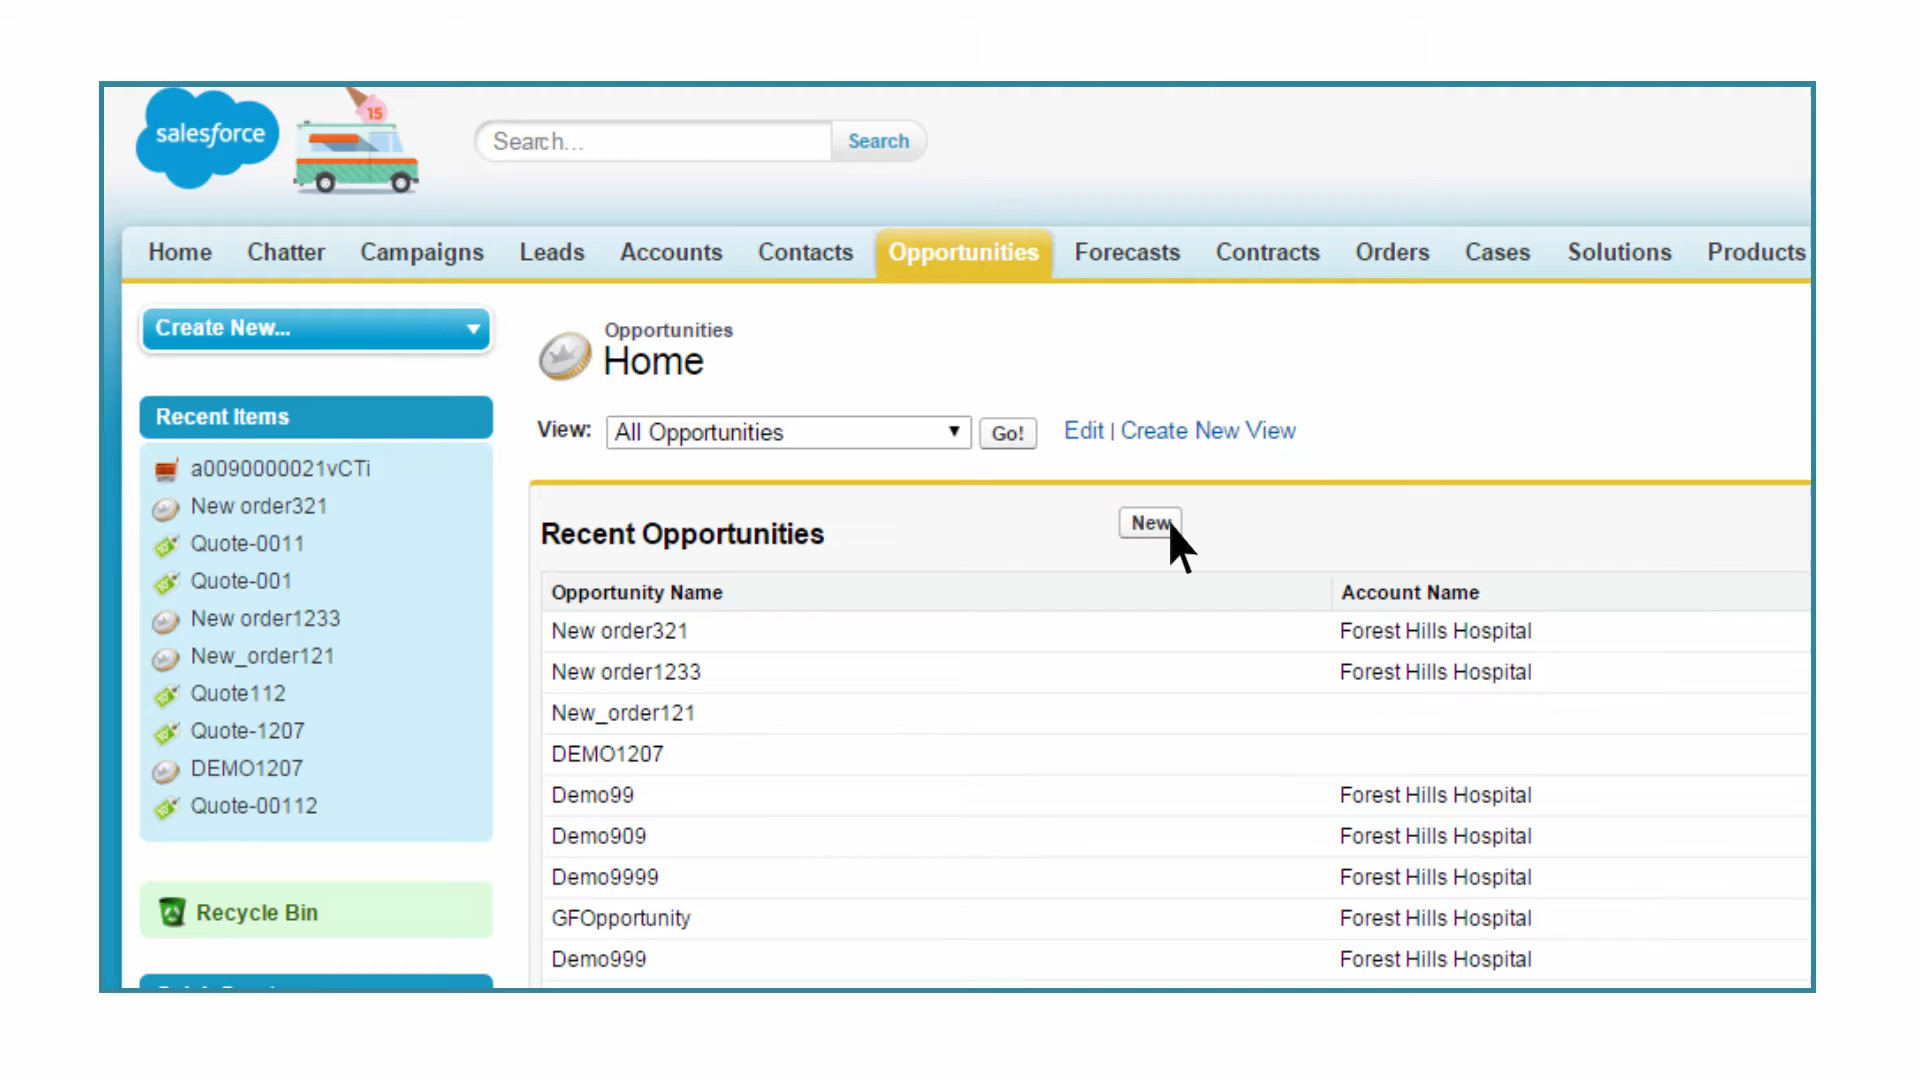 salesforce
15
Search...
Search
Home Chatter Campaigns Leads Accounts Contacts Opportunities Forecasts Contracts Orders Cases Solutions Products
Create New...
Opportunities
Home
View: All Opportunities Go! Edit | Create New View
Recent Items
a0090000021vCTi
New order321
Quote-0011
Quote-001
New order1233
New_order121
Quote112
Quote-1207
DEMO1207
Quote-00112
Recycle Bin
Recent Opportunities New
Opportunity Name Account Name
New order321 Forest Hills Hospital
New order1233 Forest Hills Hospital
New_order121
DEMO1207
Demo99 Forest Hills Hospital
Demo909 Forest Hills Hospital
Demo9999 Forest Hills Hospital
GFOpportunity Forest Hills Hospital
Demo999 Forest Hills Hospital